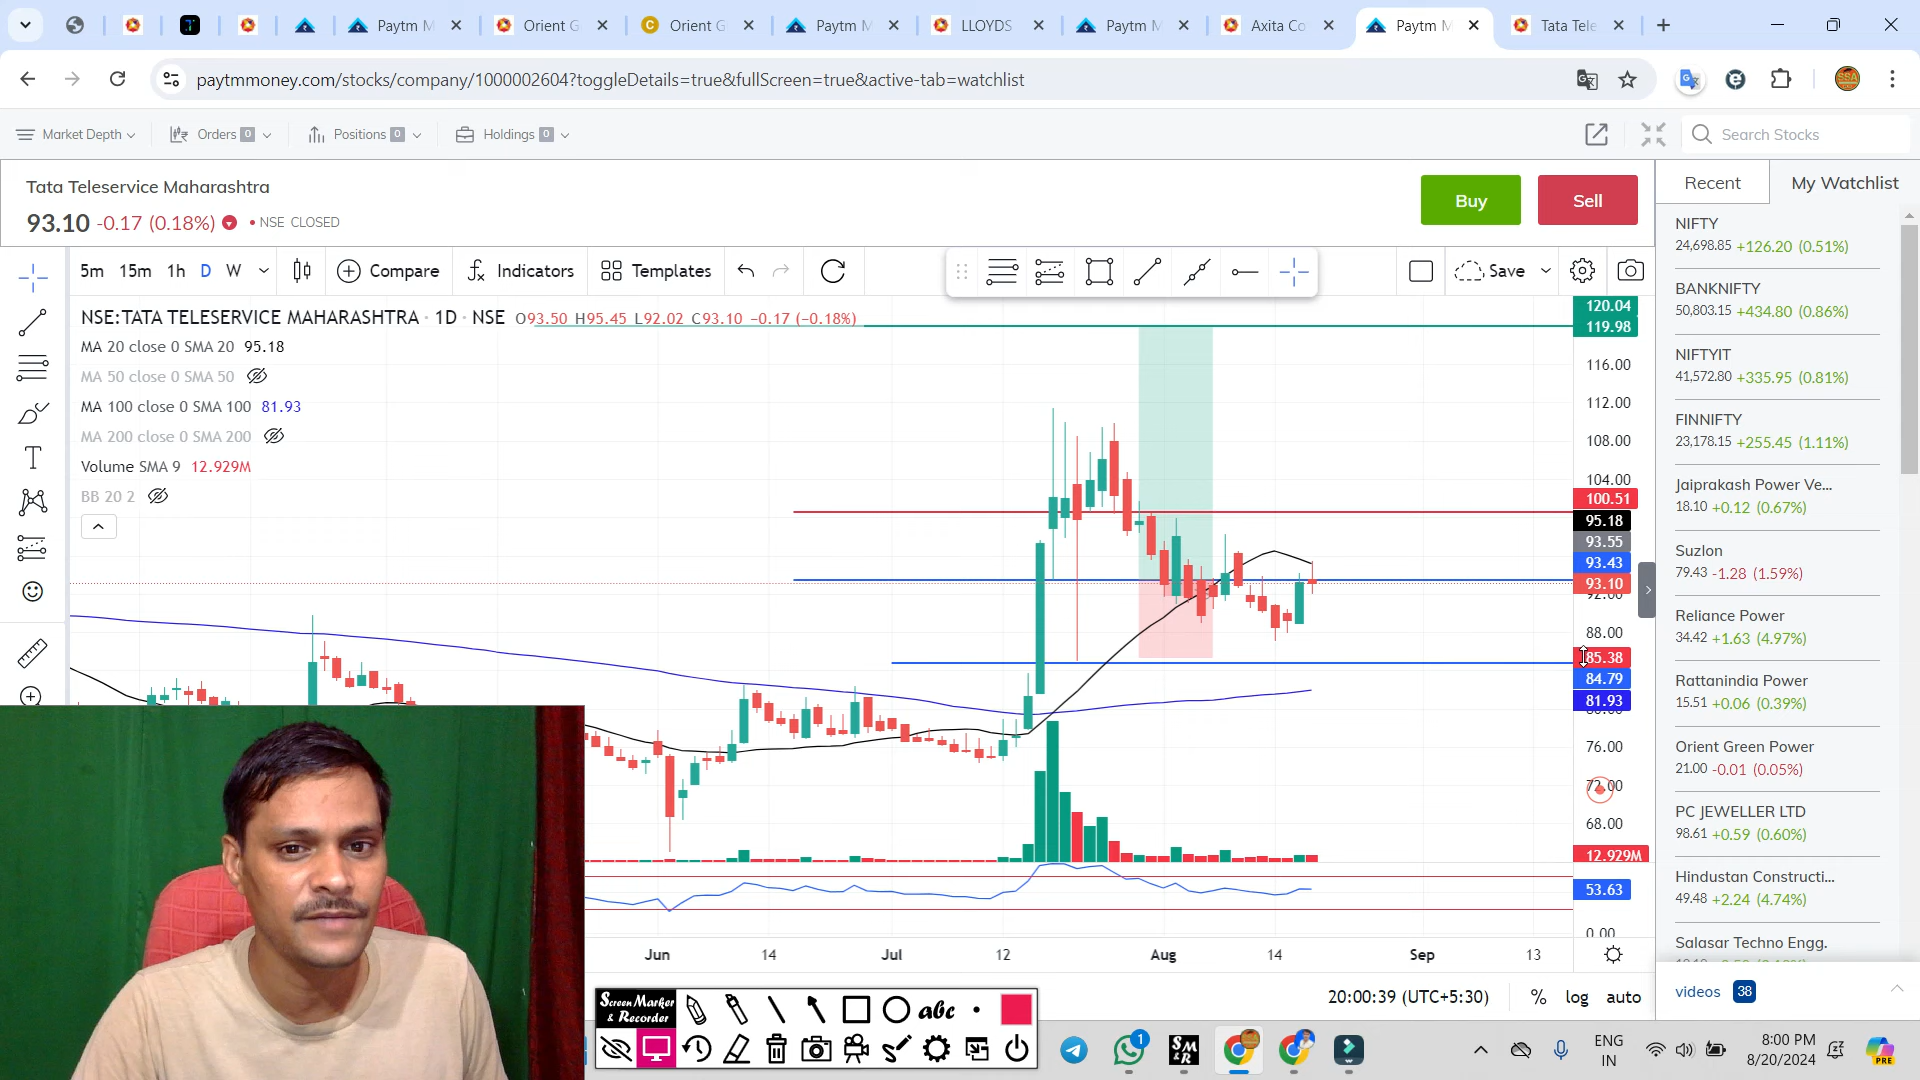 Paytm M
Orient G
Orient G
Paytm M
LLOYDS
Paytm M
Axita Co
Paytm M
Tata Tele
paytmmoney.com/stocks/company/1000002604?toggleDetails=true&fullScreen=true&active-tab=watchlist
Market Depth
Orders 0
Positions 0
Holdings 0
Search Stocks
Tata Teleservice Maharashtra
93.10 -0.17 (0.18%) • NSE CLOSED
Buy
Sell
Recent
My Watchlist
5m 15m 1h D W
Compare
Indicators
Templates
Save
NSE:TATA TELESERVICE MAHARASHTRA · 1D · NSE O93.50 H95.45 L92.02 C93.10 −0.17 (−0.18%)
MA 20 close 0 SMA 20 95.18
MA 50 close 0 SMA 50
MA 100 close 0 SMA 100 81.93
MA 200 close 0 SMA 200
Volume SMA 9 12.929M
BB 20 2
120.04
119.98
116.00
112.00
108.00
104.00
100.51
95.18
93.55
93.43
93.10
92.00
88.00
85.38
84.79
81.93
76.00
72.00
68.00
12.929M
53.63
0.00
Jun 14 Jul 12 Aug 14 Sep 13
20:00:39 (UTC+5:30) % log auto
NIFTY
24,698.85 +126.20 (0.51%)
BANKNIFTY
50,803.15 +434.80 (0.86%)
NIFTYIT
41,572.80 +335.95 (0.81%)
FINNIFTY
23,178.15 +255.45 (1.11%)
Jaiprakash Power Ve...
18.10 +0.12 (0.67%)
Suzlon
79.43 -1.28 (1.59%)
Reliance Power
34.42 +1.63 (4.97%)
Rattanindia Power
15.51 +0.06 (0.39%)
Orient Green Power
21.00 -0.01 (0.05%)
PC JEWELLER LTD
98.61 +0.59 (0.60%)
Hindustan Constructi...
49.48 +2.24 (4.74%)
Salasar Techno Engg.
videos 38
Screen Marker
& Recorder
abc
1
SM
&R
ENG
IN
8:00 PM
8/20/2024
PRE